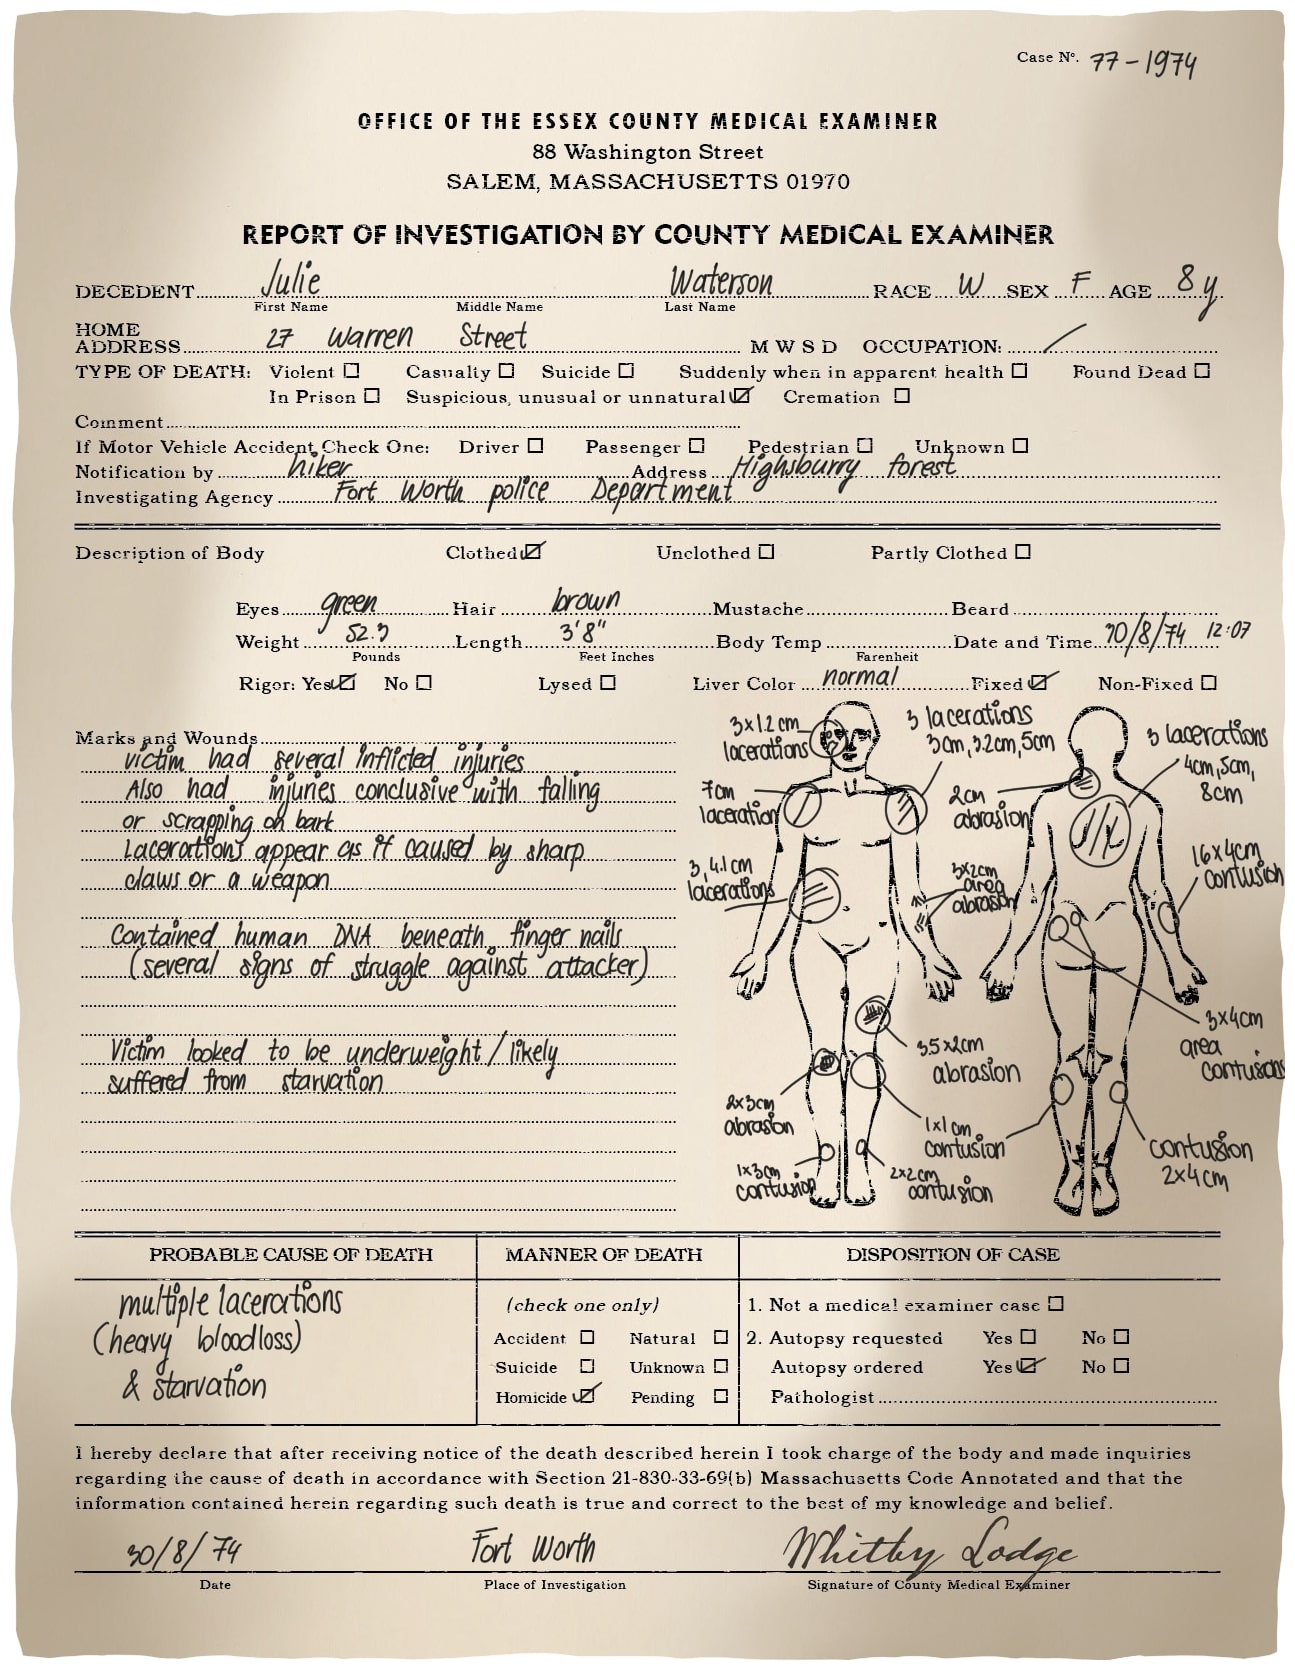 Case Nº. 77-1974
OFFICE OF THE ESSEX COUNTY MEDICAL EXAMINER
88 Washington Street
SALEM, MASSACHUSETTS 01970
REPORT OF INVESTIGATION BY COUNTY MEDICAL EXAMINER
DECEDENT Julie Waterson RACE W SEX F AGE 8 y
First Name Middle Name Last Name
HOME
ADDRESS 27 Warren Street M W S D OCCUPATION: /
TYPE OF DEATH: Violent ☐ Casualty ☐ Suicide ☐ Suddenly when in apparent health ☐ Found Dead ☐
In Prison ☐ Suspicious, unusual or unnatural ☑ Cremation ☐
Comment
If Motor Vehicle Accident Check One: Driver ☐ Passenger ☐ Pedestrian ☐ Unknown ☐
Notification by hiker Address Highsburry forest
Investigating Agency Fort Worth police Department
Description of Body Clothed ☑ Unclothed ☐ Partly Clothed ☐
Eyes green Hair brown Mustache Beard
Weight 52.3 Length 3'8" Body Temp Date and Time 30/8/74 12:07
Pounds Feet Inches Farenheit
Rigor: Yes ☑ No ☐ Lysed ☐ Liver Color normal Fixed ☑ Non-Fixed ☐
Marks and Wounds
victim had several inflicted injuries
Also had injuries conclusive with falling
or scrapping on bart
Lacerations appear as if caused by sharp
claws or a weapon
Contained human DNA beneath finger nails
(several signs of struggle against attacker)
Victim looked to be underweight / likely
suffered from starvation
3x1.2 cm
lacerations
3 lacerations
3cm, 3.2cm, 5cm
7cm
laceration
3, 4.1 cm
lacerations
3x2cm
area
abrasion
3.5x2cm
abrasion
2x3cm
abrasion
1x1 cm
contusion
1x3cm
contusion
2x2cm
contusion
2cm
abrasion
3 lacerations
4cm, 5cm,
8cm
1.6x4cm
contusion
3x4cm
area
contusions
contusion
2x4cm
PROBABLE CAUSE OF DEATH
multiple lacerations
(heavy bloodloss)
& starvation
MANNER OF DEATH
(check one only)
Accident ☐ Natural ☐
Suicide ☐ Unknown ☐
Homicide ☑ Pending ☐
DISPOSITION OF CASE
1. Not a medical examiner case ☐
2. Autopsy requested Yes ☐ No ☐
Autopsy ordered Yes ☑ No ☐
Pathologist
I hereby declare that after receiving notice of the death described herein I took charge of the body and made inquiries
regarding the cause of death in accordance with Section 21-830-33-69(b) Massachusetts Code Annotated and that the
information contained herein regarding such death is true and correct to the best of my knowledge and belief.
30/8/74 Fort Worth Whitby Lodge
Date Place of Investigation Signature of County Medical Examiner